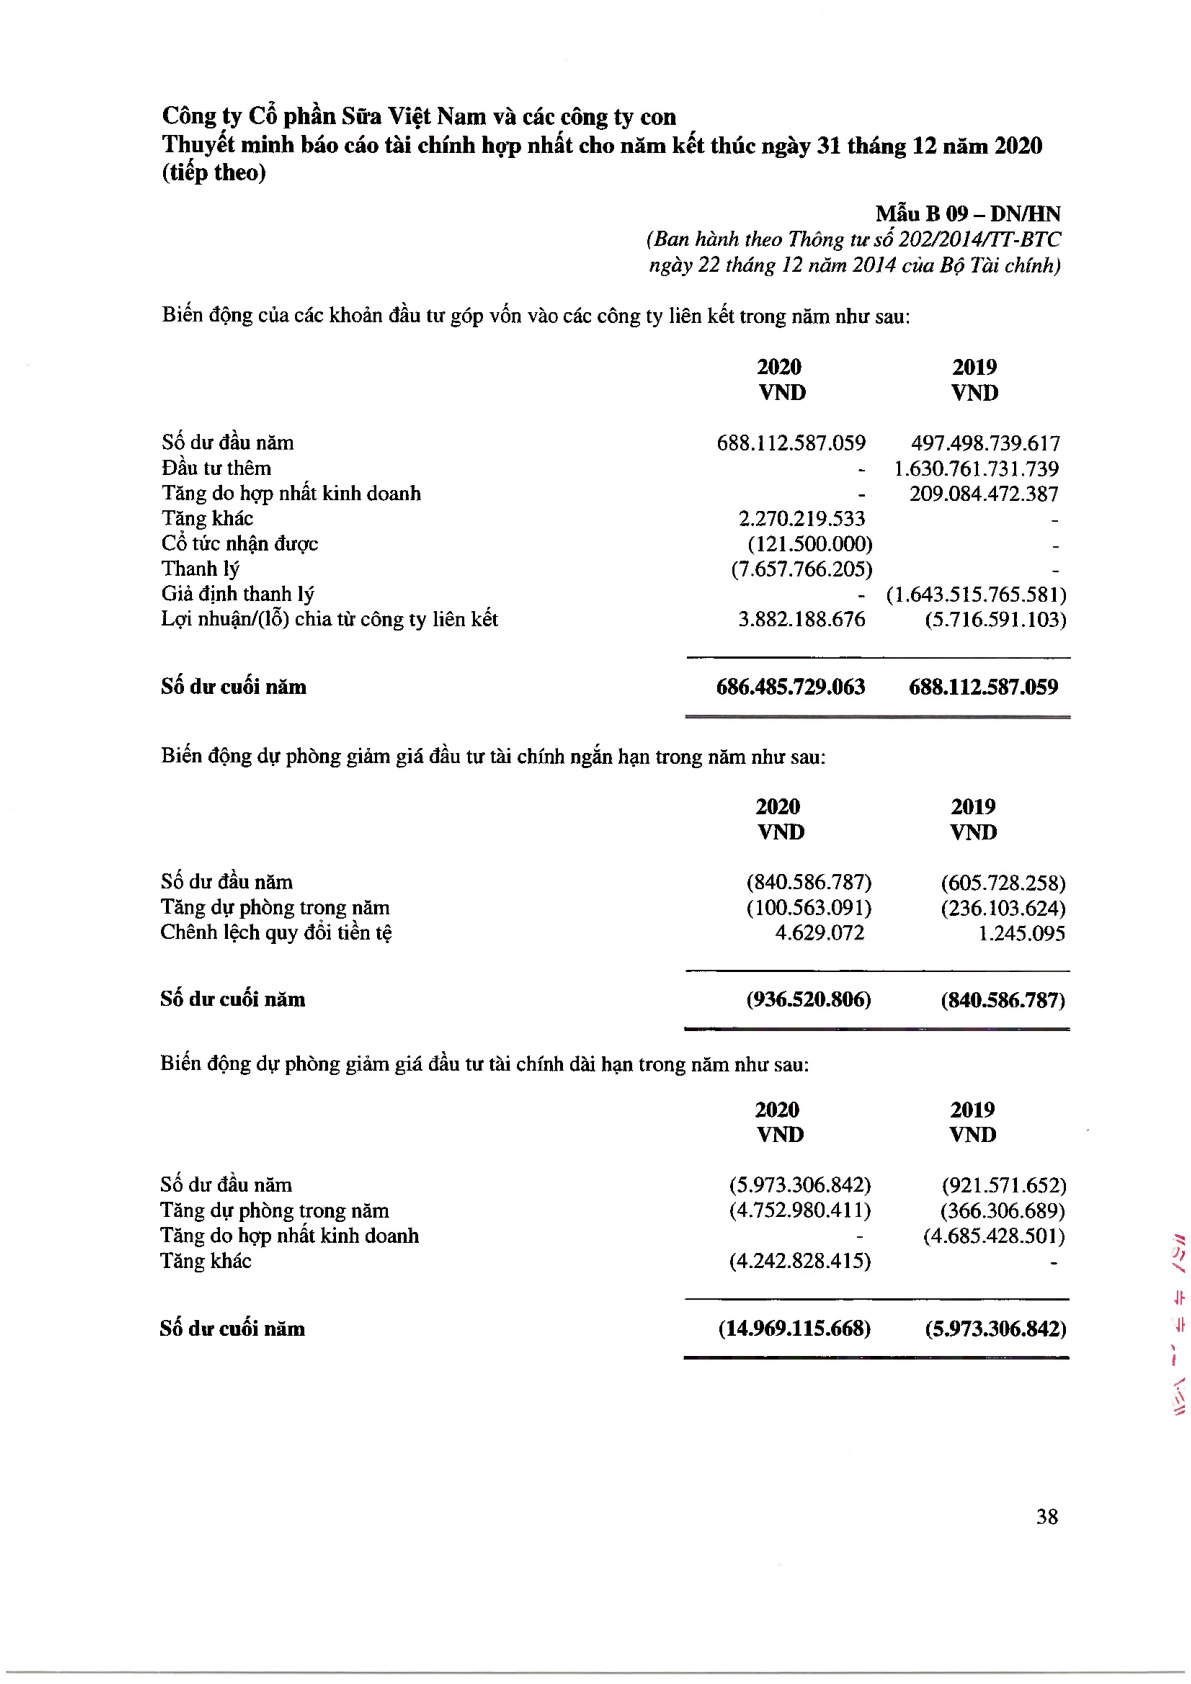 Công ty Cổ phần Sữa Việt Nam và các công ty con
Thuyết minh báo cáo tài chính hợp nhất cho năm kết thúc ngày 31 tháng 12 năm 2020
(tiếp theo)
Mẫu B 09 – DN/HN
(Ban hành theo Thông tư số 202/2014/TT-BTC
ngày 22 tháng 12 năm 2014 của Bộ Tài chính)
Biến động của các khoản đầu tư góp vốn vào các công ty liên kết trong năm như sau:
2020 2019
VND VND
Số dư đầu năm 688.112.587.059 497.498.739.617
Đầu tư thêm - 1.630.761.731.739
Tăng do hợp nhất kinh doanh - 209.084.472.387
Tăng khác 2.270.219.533 -
Cổ tức nhận được (121.500.000) -
Thanh lý (7.657.766.205) -
Giả định thanh lý - (1.643.515.765.581)
Lợi nhuận/(lỗ) chia từ công ty liên kết 3.882.188.676 (5.716.591.103)
Số dư cuối năm 686.485.729.063 688.112.587.059
Biến động dự phòng giảm giá đầu tư tài chính ngắn hạn trong năm như sau:
2020 2019
VND VND
Số dư đầu năm (840.586.787) (605.728.258)
Tăng dự phòng trong năm (100.563.091) (236.103.624)
Chênh lệch quy đổi tiền tệ 4.629.072 1.245.095
Số dư cuối năm (936.520.806) (840.586.787)
Biến động dự phòng giảm giá đầu tư tài chính dài hạn trong năm như sau:
2020 2019
VND VND
Số dư đầu năm (5.973.306.842) (921.571.652)
Tăng dự phòng trong năm (4.752.980.411) (366.306.689)
Tăng do hợp nhất kinh doanh - (4.685.428.501)
Tăng khác (4.242.828.415) -
Số dư cuối năm (14.969.115.668) (5.973.306.842)
38